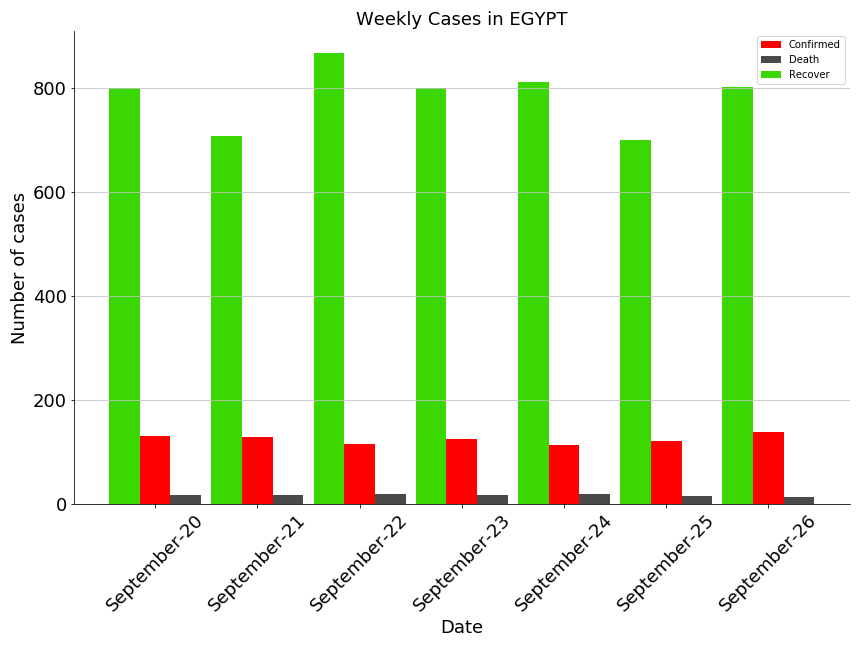 Weekly Cases in EGYPT
Confirmed
Death
Recover
Number of cases
800
600
400
200
0
September-20
September-21
September-22
September-23
September-24
September-25
September-26
Date